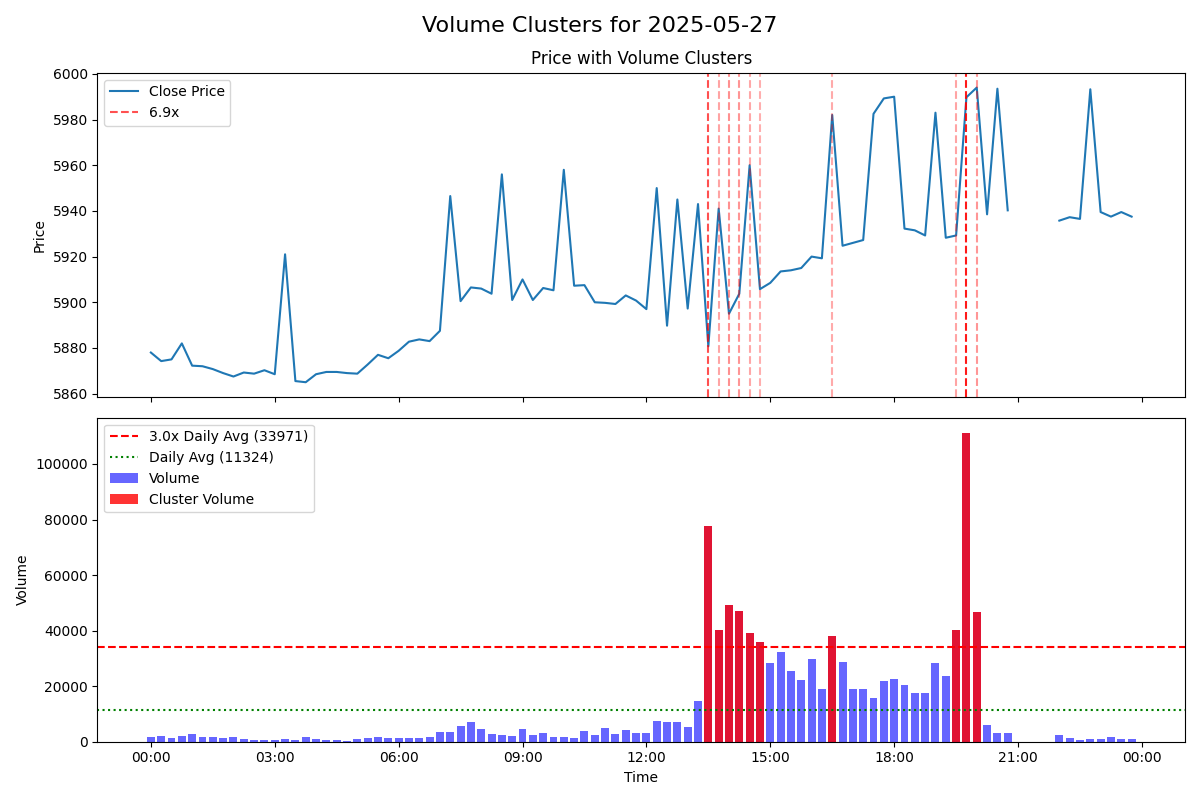 Volume Clusters for 2025-05-27
Price with Volume Clusters
Close Price
6.9x
6000
5980
5960
5940
5920
5900
5880
5860
Price
3.0x Daily Avg (33971)
Daily Avg (11324)
Volume
Cluster Volume
100000
80000
60000
40000
20000
0
Volume
00:00 03:00 06:00 09:00 12:00 15:00 18:00 21:00 00:00
Time